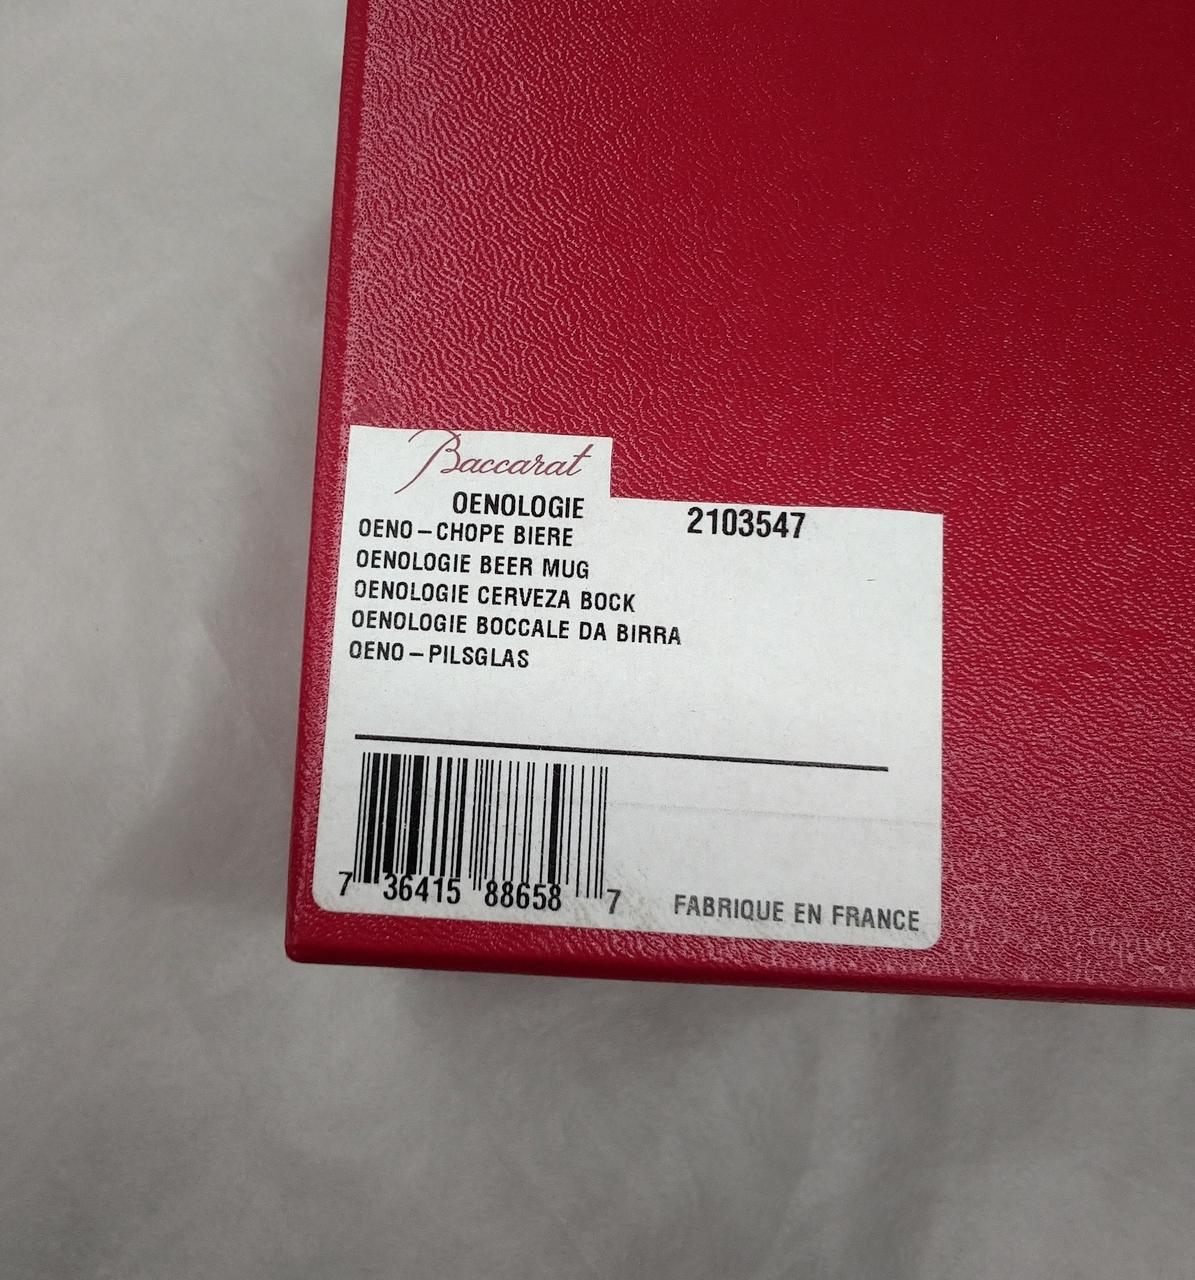 Baccarat
OENOLOGIE 2103547
OENO – CHOPE BIERE
OENOLOGIE BEER MUG
OENOLOGIE CERVEZA BOCK
OENOLOGIE BOCCALE DA BIRRA
OENO – PILSGLAS
7 36415 88658 7
FABRIQUE EN FRANCE